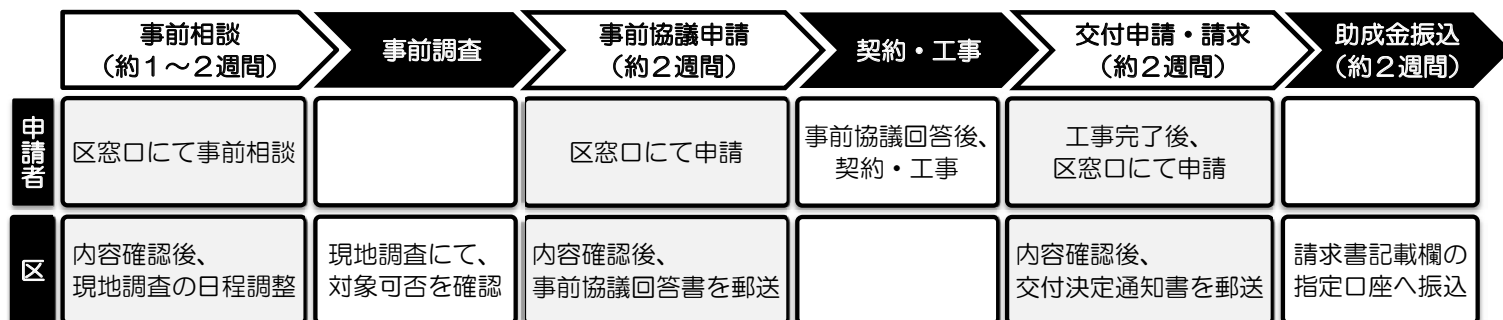 事前相談
（約１～２週間）
事前調査
事前協議申請
（約２週間）
契約・工事
交付申請・請求
（約２週間）
助成金振込
（約２週間）
申請者
区窓口にて事前相談
区窓口にて申請
事前協議回答後、
契約・工事
工事完了後、
区窓口にて申請
区
内容確認後、
現地調査の日程調整
現地調査にて、
対象可否を確認
内容確認後、
事前協議回答書を郵送
内容確認後、
交付決定通知書を郵送
請求書記載欄の
指定口座へ振込